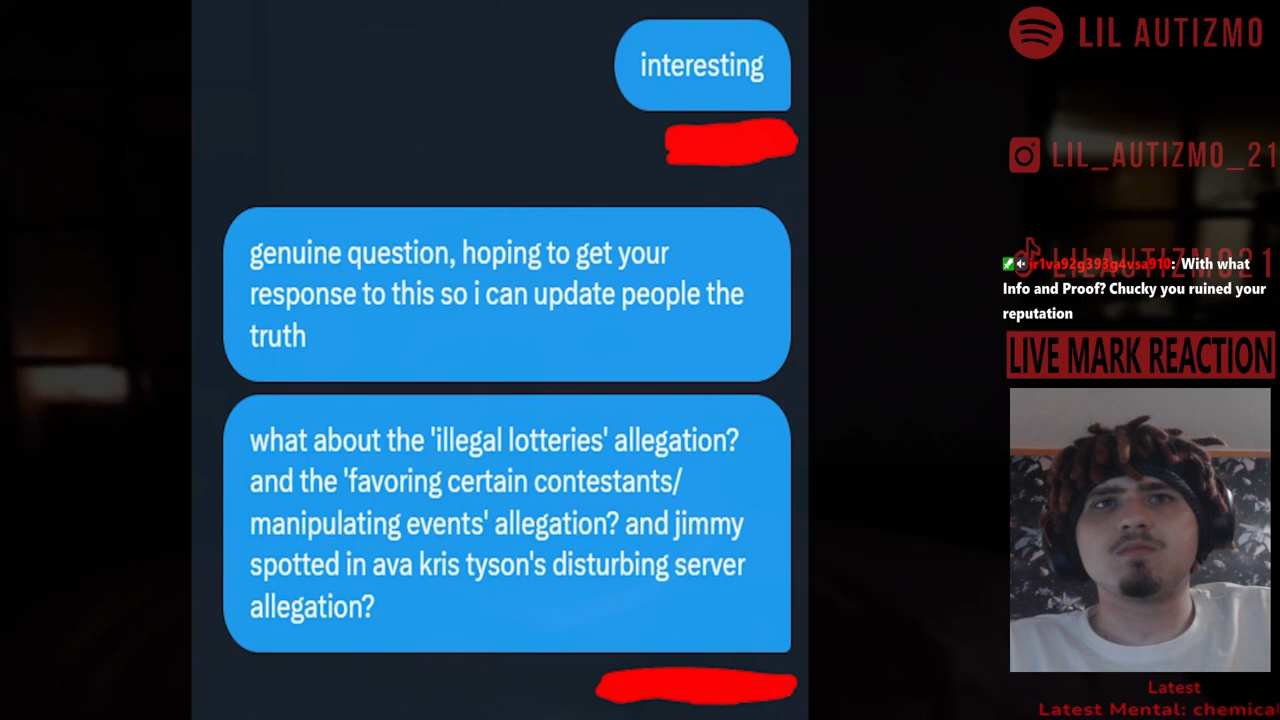 interesting
genuine question, hoping to get your
response to this so i can update people the
truth
what about the 'illegal lotteries' allegation?
and the 'favoring certain contestants/
manipulating events' allegation? and jimmy
spotted in ava kris tyson's disturbing server
allegation?
LIL AUTIZMO
LIL_AUTIZMO_21
LILAUTIZMO21
: With what
Info and Proof? Chucky you ruined your
reputation
LIVE MARK REACTION
Latest
Latest Mental: chemica